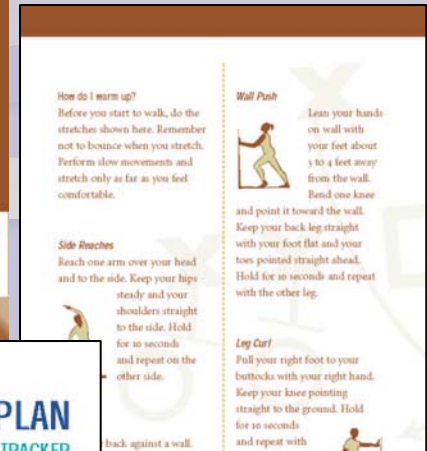 How do I warm up?
Before you start to walk, do the
stretches shown here. Remember
not to bounce when you stretch.
Perform slow movements and
stretch only as far as you feel
comfortable.
Side Reaches
Reach one arm over your head
and to the side. Keep your hips
steady and your
shoulders straight
to the side. Hold
for 10 seconds
and repeat on the
other side.
back against a wall.
Wall Push
Lean your hands
on wall with
your feet about
3 to 4 feet away
from the wall.
Bend one knee
and point it toward the wall.
Keep your back leg straight
with your foot flat and your
toes pointed straight ahead.
Hold for 10 seconds and repeat
with the other leg.
Leg Curl
Pull your right foot to your
buttocks with your right hand.
Keep your knee pointing
straight to the ground. Hold
for 10 seconds
and repeat with
PLAN
TRACKER